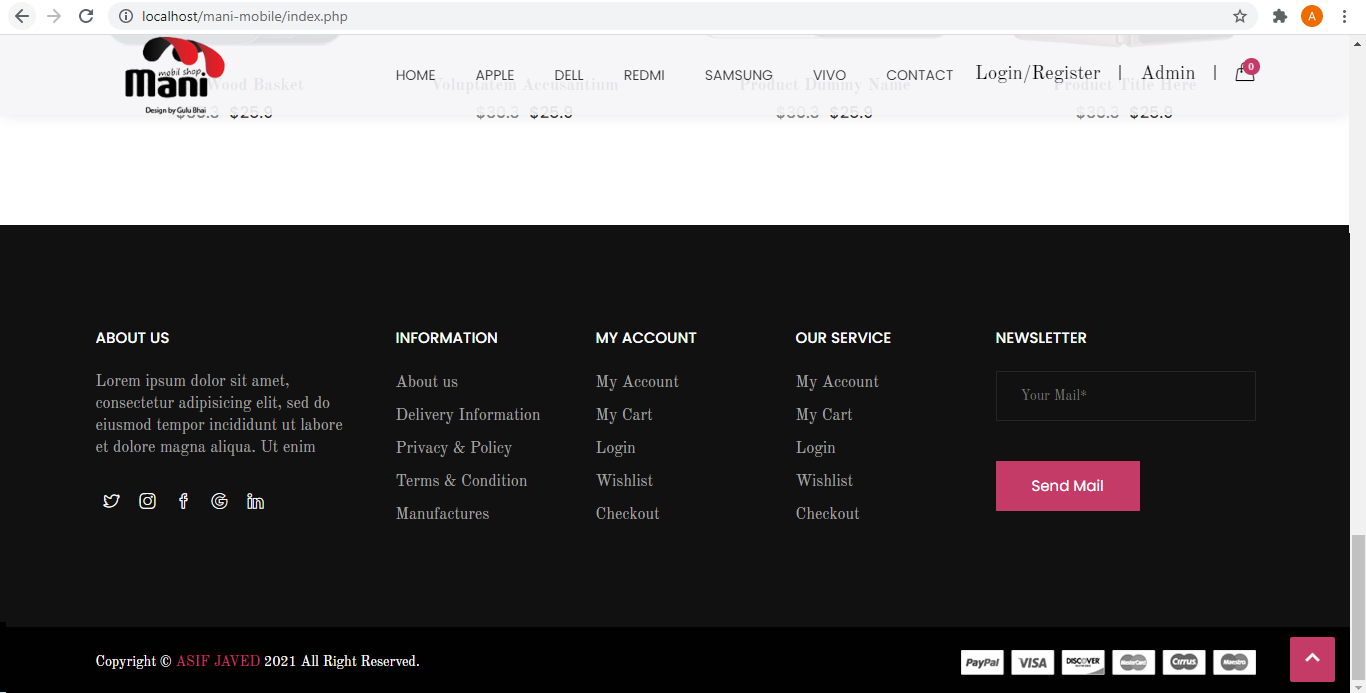 localhost/mani-mobile/index.php
A
mobil shop
Mani
Design by Gulu Bhai
HOME
APPLE
DELL
REDMI
SAMSUNG
VIVO
CONTACT
Login/Register
|
Admin
|
0
Wood Basket
Voluptatem Accusantium
Product Dummy Name
Product Title Here
$30.3 $25.9
$30.3 $25.9
$30.3 $25.9
$30.3 $25.9
ABOUT US
Lorem ipsum dolor sit amet,
consectetur adipisicing elit, sed do
eiusmod tempor incididunt ut labore
et dolore magna aliqua. Ut enim
INFORMATION
About us
Delivery Information
Privacy & Policy
Terms & Condition
Manufactures
MY ACCOUNT
My Account
My Cart
Login
Wishlist
Checkout
OUR SERVICE
My Account
My Cart
Login
Wishlist
Checkout
NEWSLETTER
Your Mail*
Send Mail
Copyright © ASIF JAVED 2021 All Right Reserved.
PayPal
VISA
DISCOVER
MasterCard
Cirrus
Maestro